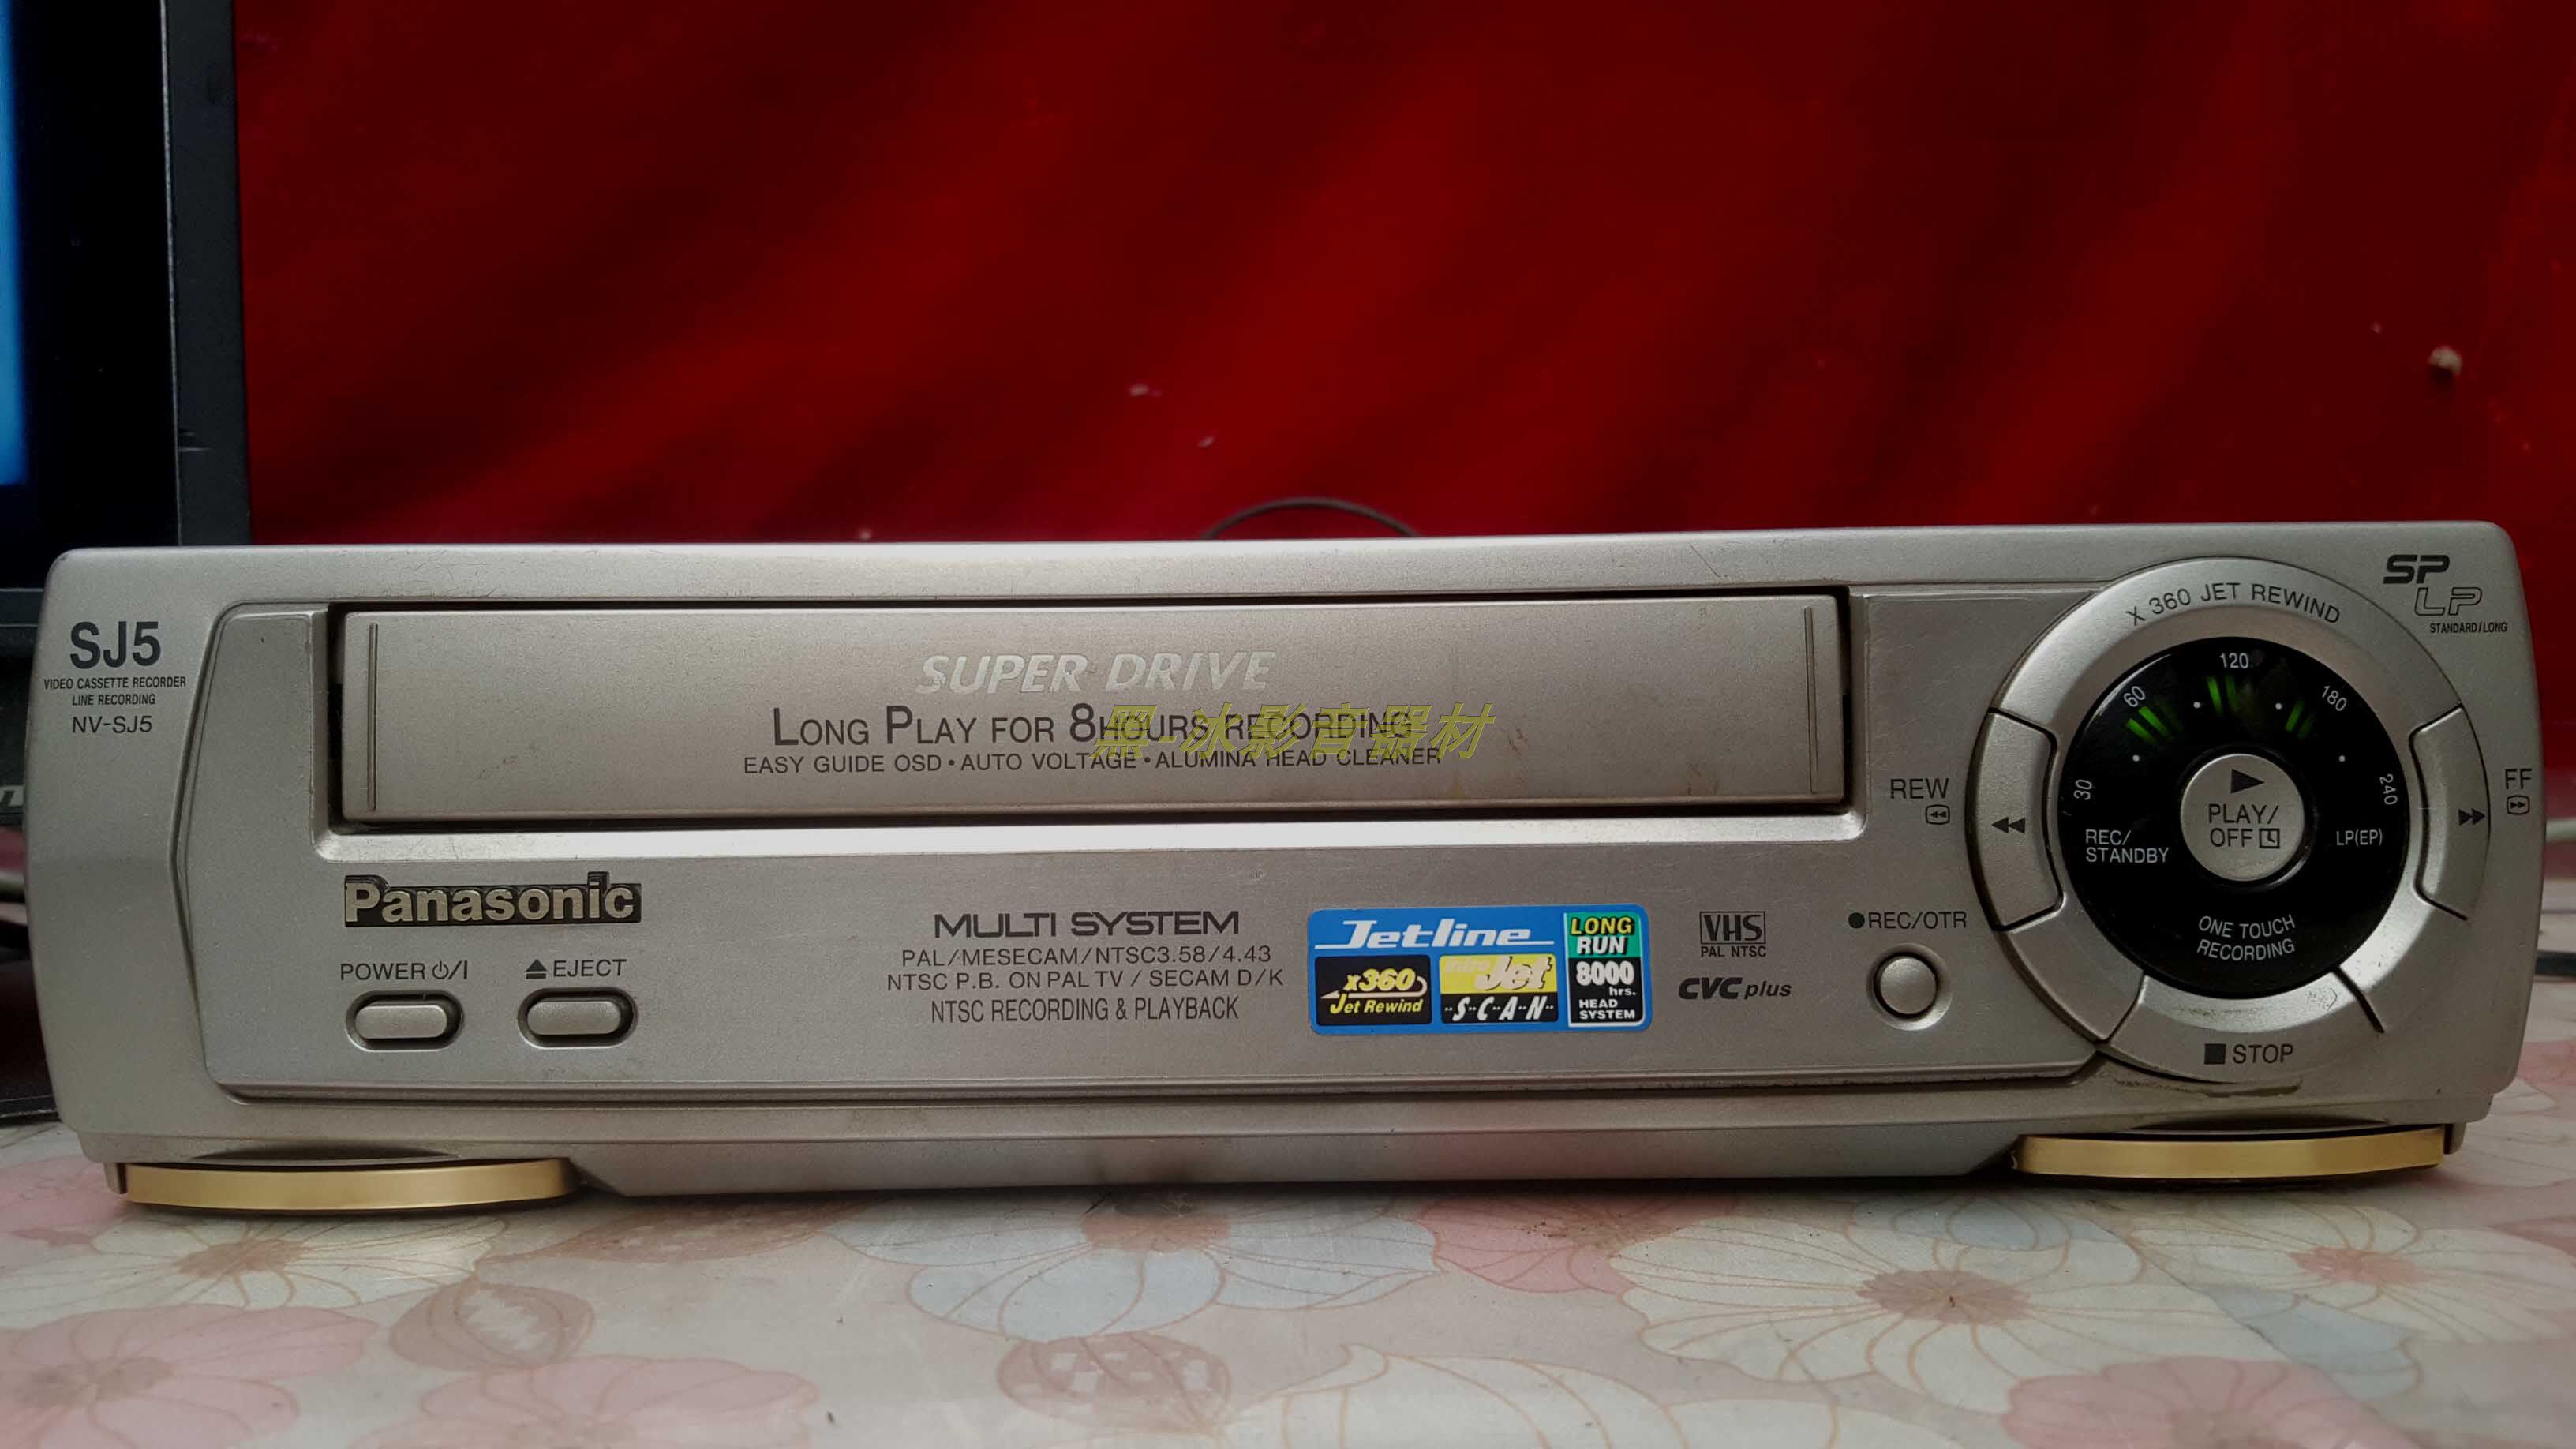 SJ5
VIDEO CASSETTE RECORDER
LINE RECORDING
NV-SJ5
SUPER DRIVE
LONG PLAY FOR 8HOURS RECORDING
EASY GUIDE OSD • AUTO VOLTAGE • ALUMINA HEAD CLEANER
黑-冰影音器材
Panasonic
POWER ⏻/I
⏏ EJECT
MULTI SYSTEM
PAL/MESECAM/NTSC3.58/4.43
NTSC P.B. ON PAL TV / SECAM D/K
NTSC RECORDING & PLAYBACK
Jetline
x360
Jet Rewind
Jet
S·C·A·N
LONG
RUN
8000
hrs.
HEAD
SYSTEM
VHS
PAL NTSC
CVC plus
●REC/OTR
REW
FF
SP
LP
STANDARD/LONG
X 360 JET REWIND
30
60
120
180
240
REC/
STANDBY
LP(EP)
▶
PLAY/
OFF
ONE TOUCH
RECORDING
■ STOP